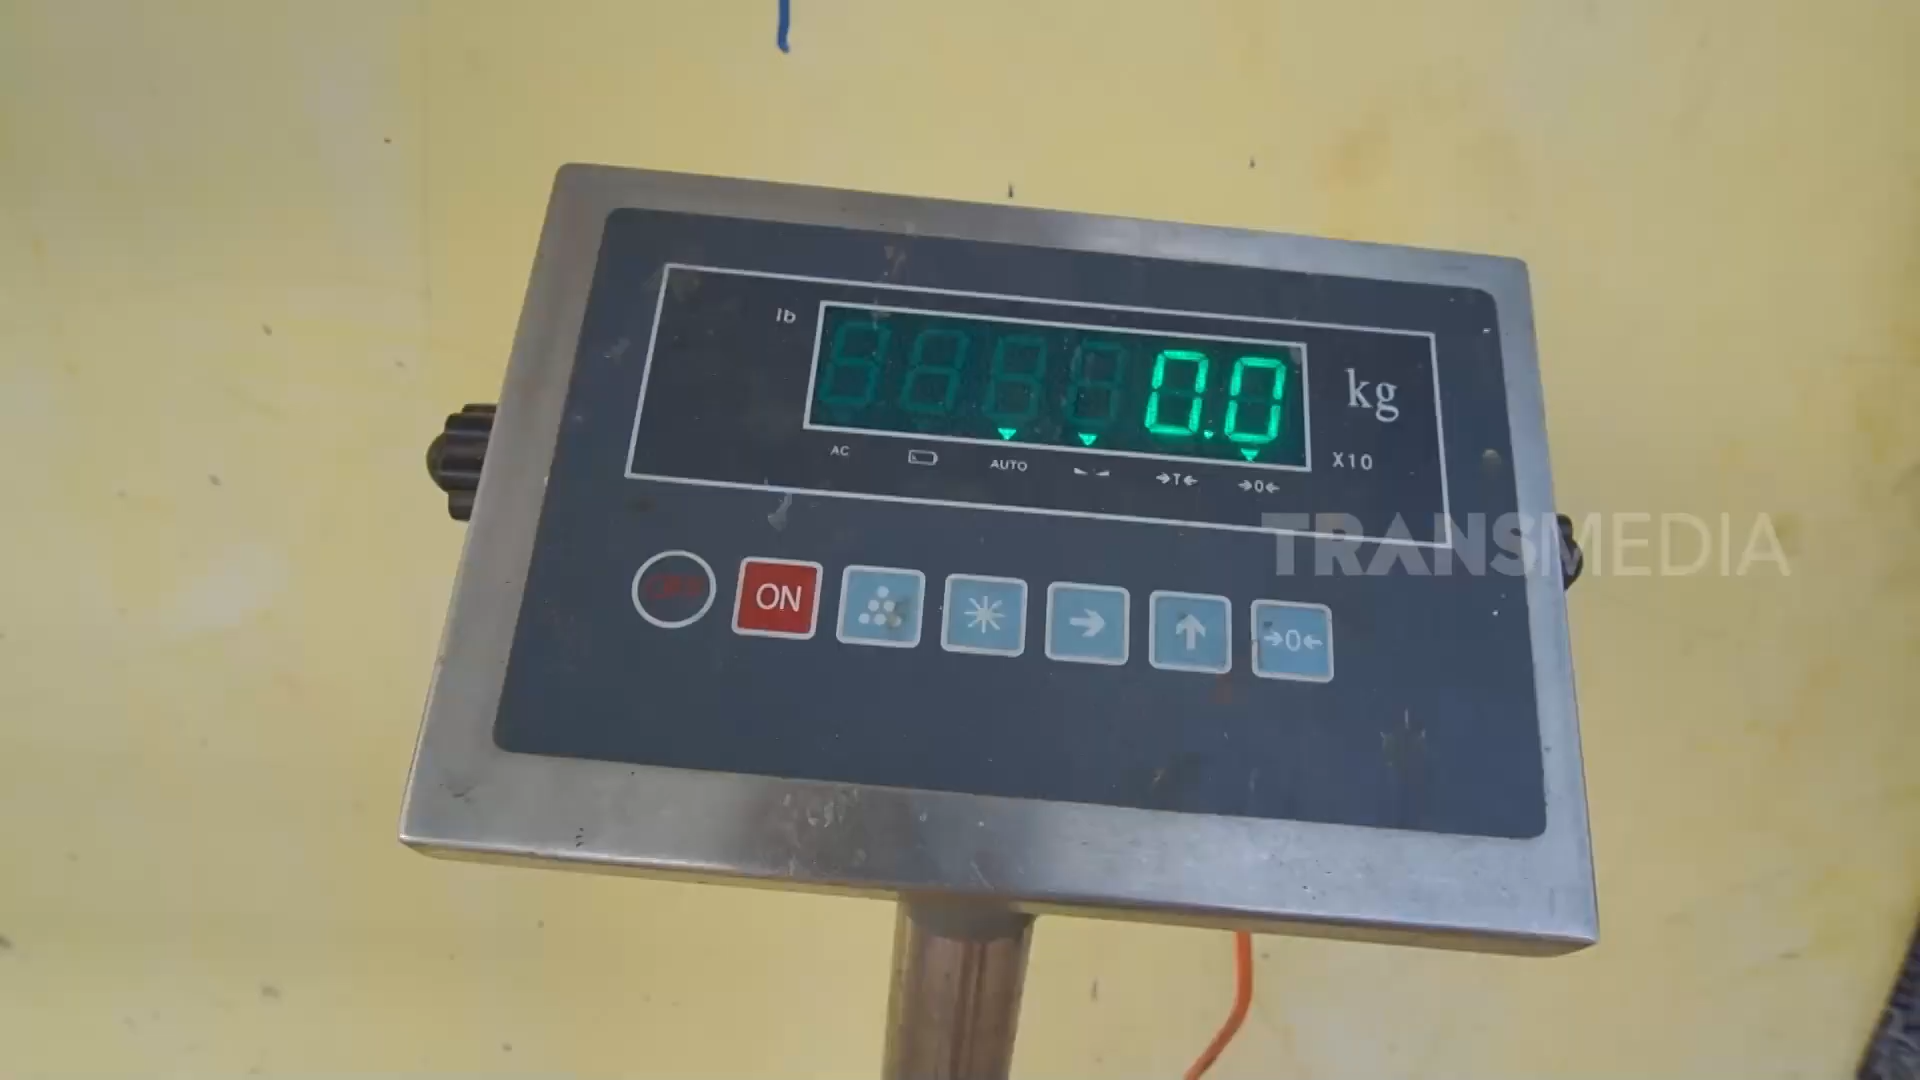 lb
0.0
kg
AC
AUTO
→T←
→0←
X10
TRANSMEDIA
OFF
ON
→0←